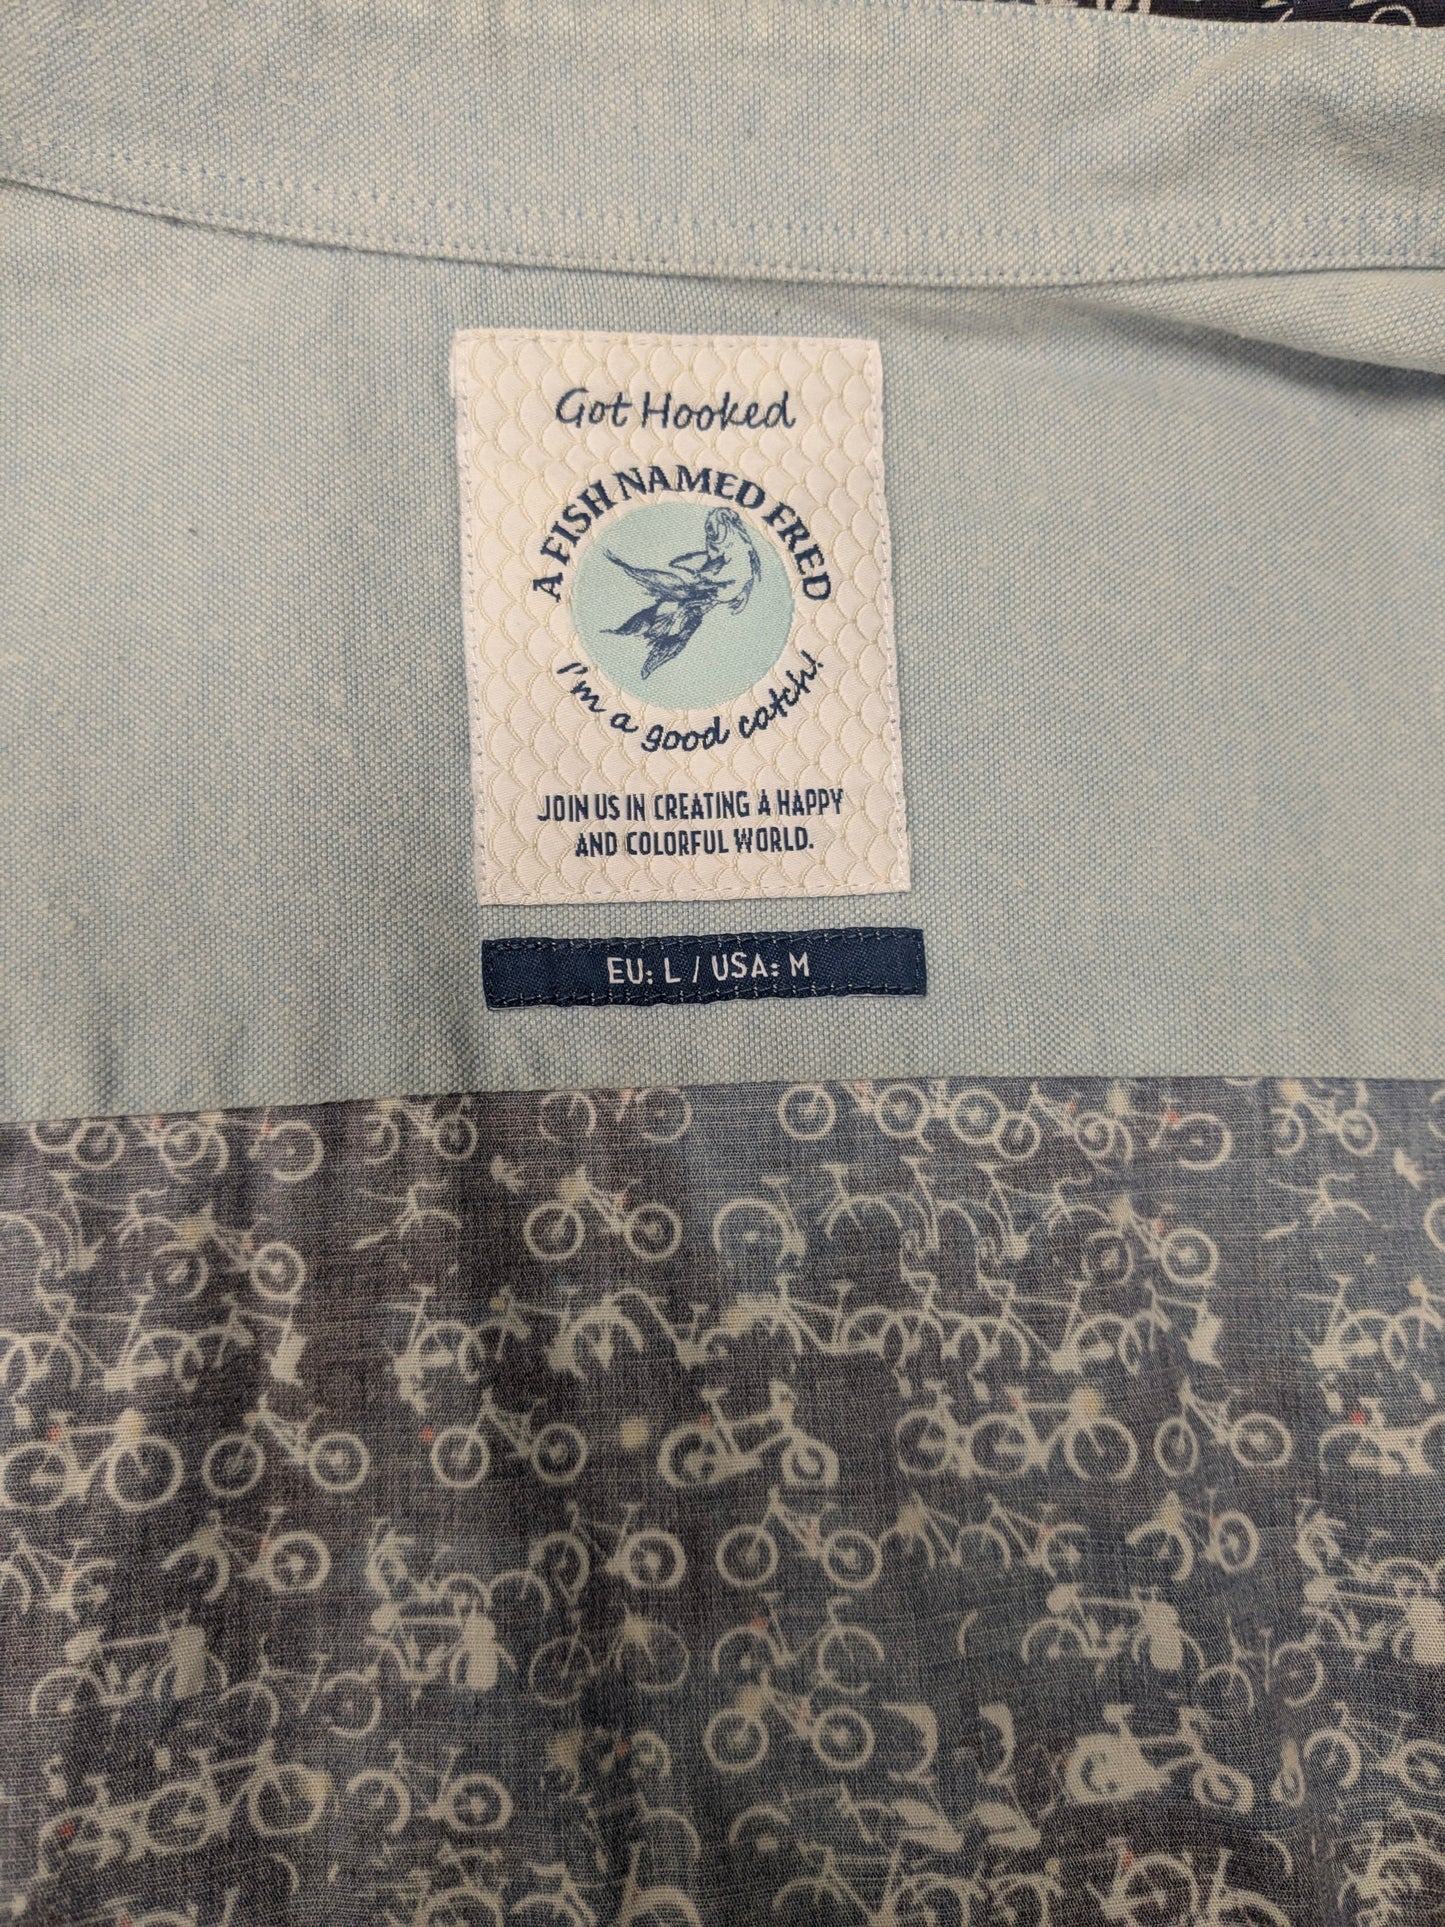 Got Hooked
A FISH NAMED FRED
I'm a good catch!
JOIN US IN CREATING A HAPPY
AND COLORFUL WORLD.
EU: L / USA: M